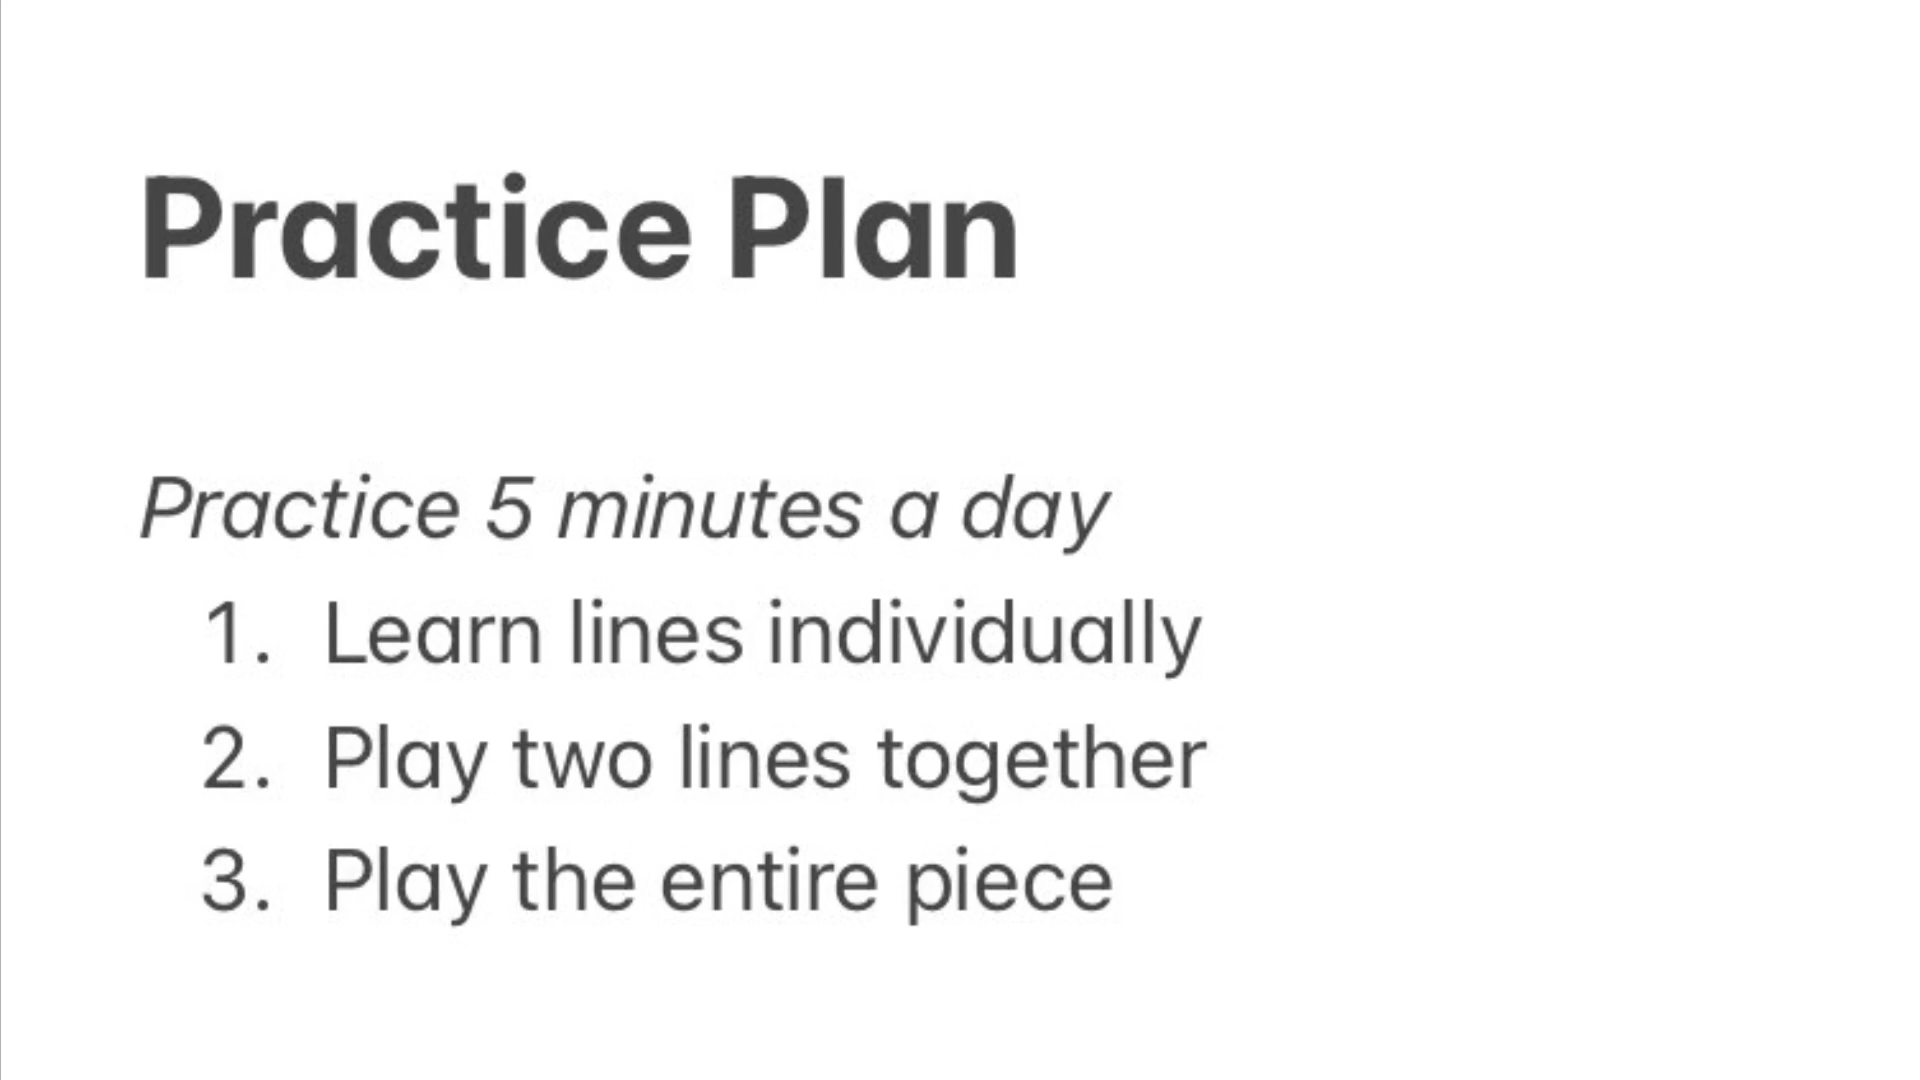 Practice Plan
Practice 5 minutes a day
1. Learn lines individually
2. Play two lines together
3. Play the entire piece